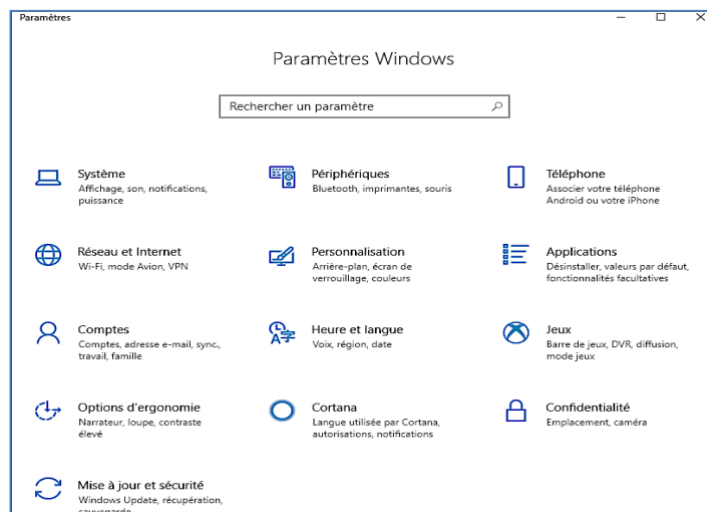 Paramètres
Paramètres Windows
Rechercher un paramètre
Système
Affichage, son, notifications,
puissance
Périphériques
Bluetooth, imprimantes, souris
Téléphone
Associer votre téléphone
Android ou votre iPhone
Réseau et Internet
Wi-Fi, mode Avion, VPN
Personnalisation
Arrière-plan, écran de
verrouillage, couleurs
Applications
Désinstaller, valeurs par défaut,
fonctionnalités facultatives
Comptes
Comptes, adresse e-mail, sync.,
travail, famille
Heure et langue
Voix, région, date
Jeux
Barre de jeux, DVR, diffusion,
mode jeux
Options d'ergonomie
Narrateur, loupe, contraste
élevé
Cortana
Langue utilisée par Cortana,
autorisations, notifications
Confidentialité
Emplacement, caméra
Mise à jour et sécurité
Windows Update, récupération,
sauvegarde